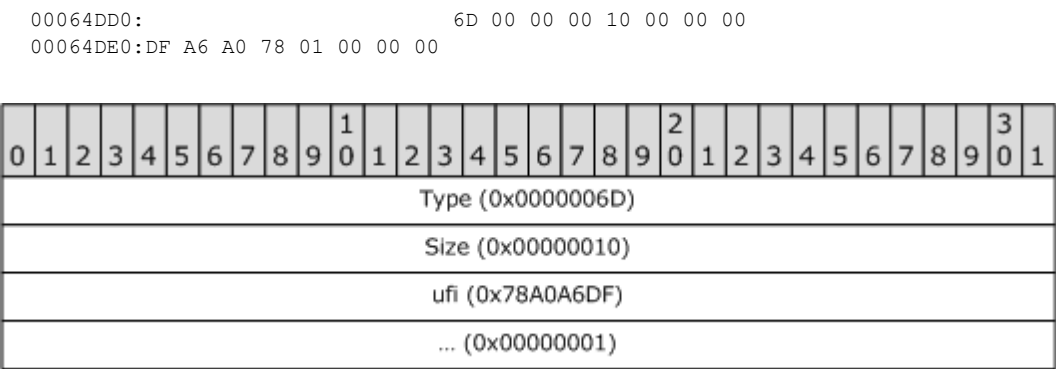 00064DD0: 6D 00 00 00 10 00 00 00
00064DE0:DF A6 A0 78 01 00 00 00
1 2 3
0 1 2 3 4 5 6 7 8 9 0 1 2 3 4 5 6 7 8 9 0 1 2 3 4 5 6 7 8 9 0 1
Type (0x0000006D)
Size (0x00000010)
ufi (0x78A0A6DF)
... (0x00000001)